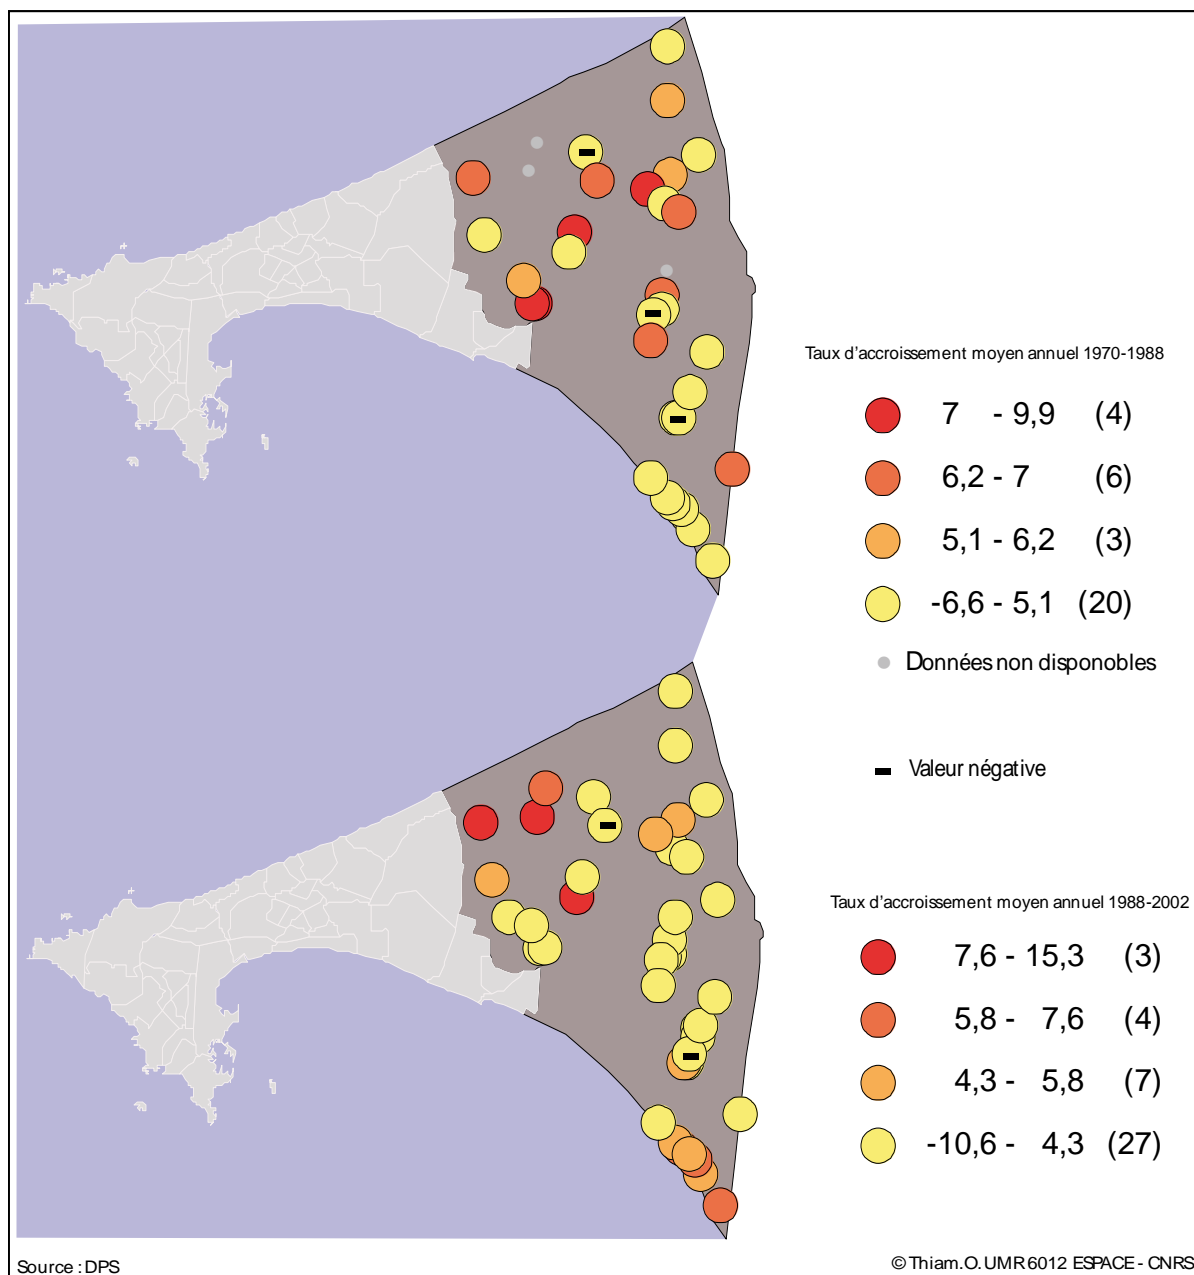 Taux d'accroissement moyen annuel 1970-1988
7 - 9,9 (4)
6,2 - 7 (6)
5,1 - 6,2 (3)
-6,6 - 5,1 (20)
Données non disponobles
Valeur négative
Taux d'accroissement moyen annuel 1988-2002
7,6 - 15,3 (3)
5,8 - 7,6 (4)
4,3 - 5,8 (7)
-10,6 - 4,3 (27)
Source : DPS
© Thiam.O. UMR 6012 ESPACE - CNRS